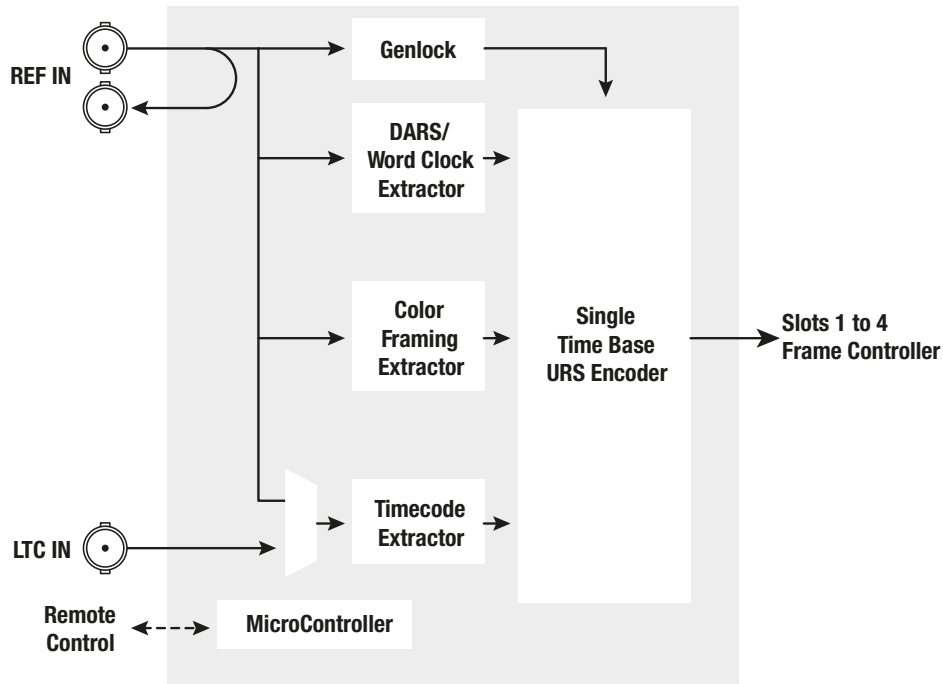 REF IN
Genlock
DARS/
Word Clock
Extractor
Color
Framing
Extractor
Single
Time Base
URS Encoder
Slots 1 to 4
Frame Controller
Timecode
Extractor
LTC IN
Remote
Control
MicroController